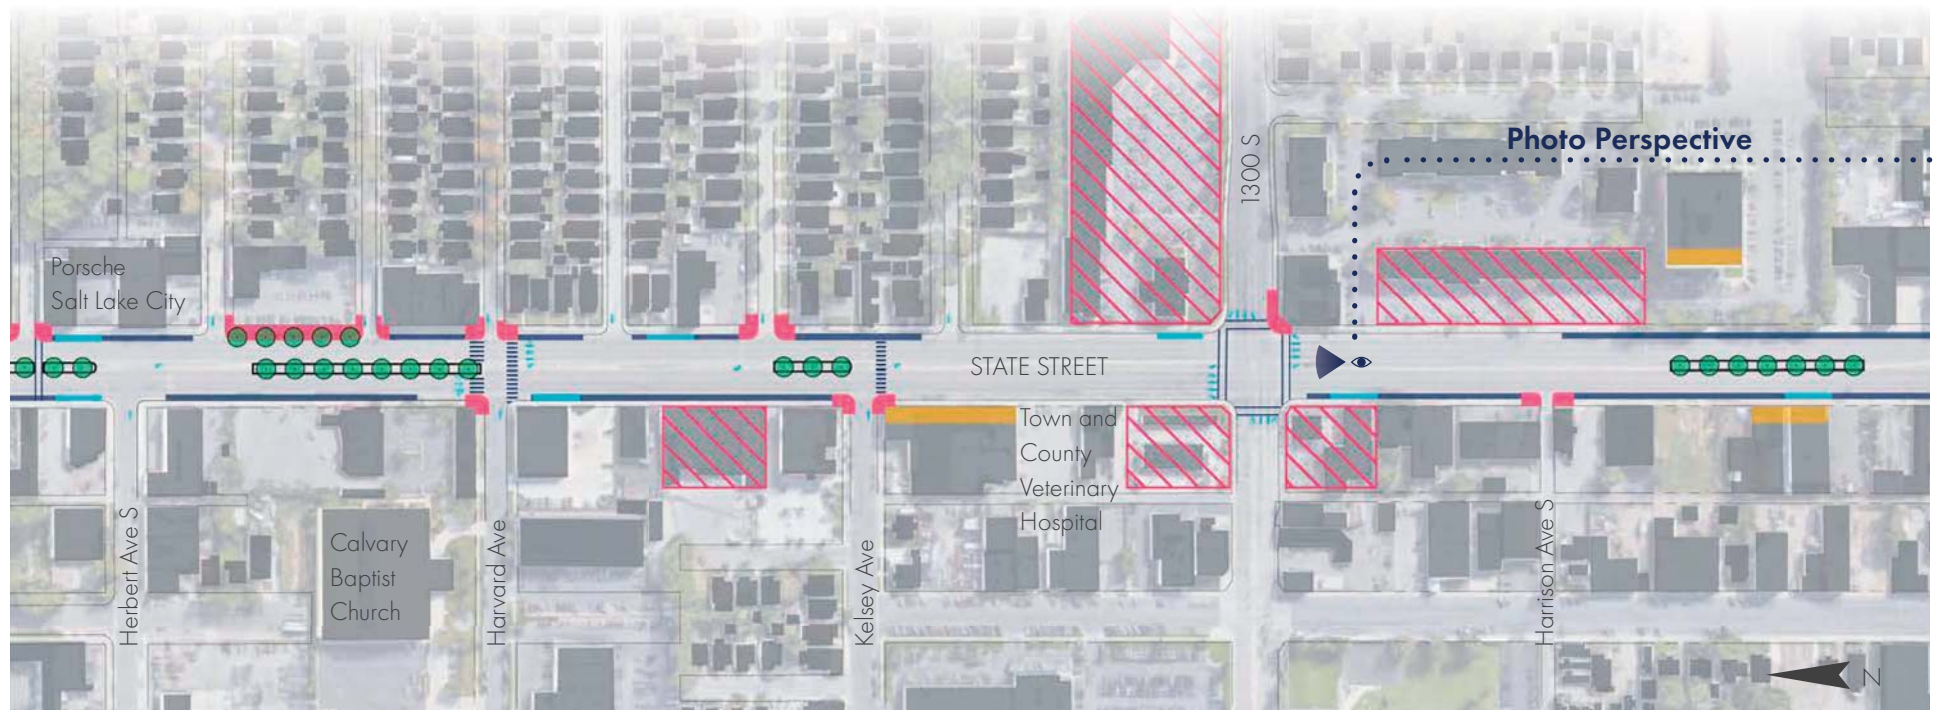 Photo Perspective
1300 S
Porsche
Salt Lake City
STATE STREET
Town and
County
Veterinary
Hospital
Calvary
Baptist
Church
Herbert Ave S
Harvard Ave
Kelsey Ave
Harrison Ave S
N